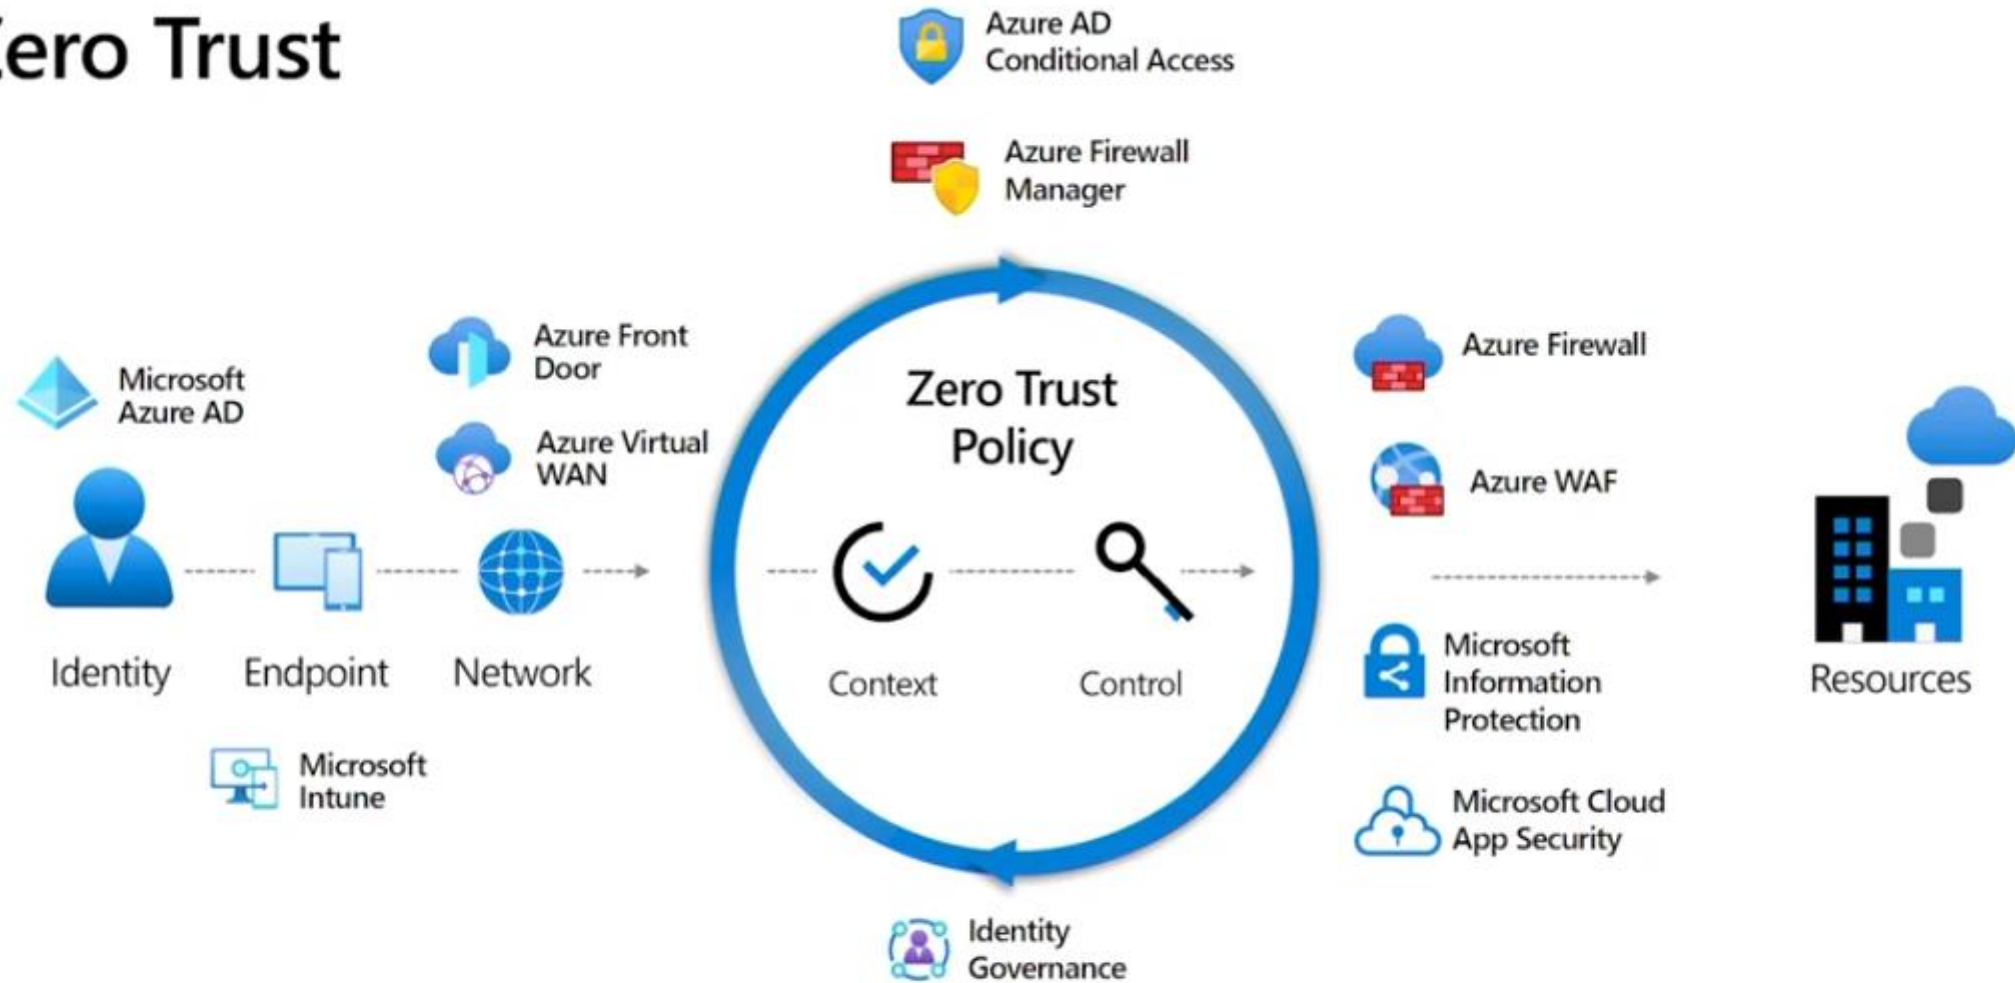 ero Trust
Azure AD
Conditional Access
Azure Firewall
Manager
Microsoft
Azure AD
Azure Front
Door
Azure Virtual
WAN
Identity
Endpoint
Network
Microsoft
Intune
Zero Trust
Policy
Context
Control
Azure Firewall
Azure WAF
Microsoft
Information
Protection
Microsoft Cloud
App Security
Resources
Identity
Governance